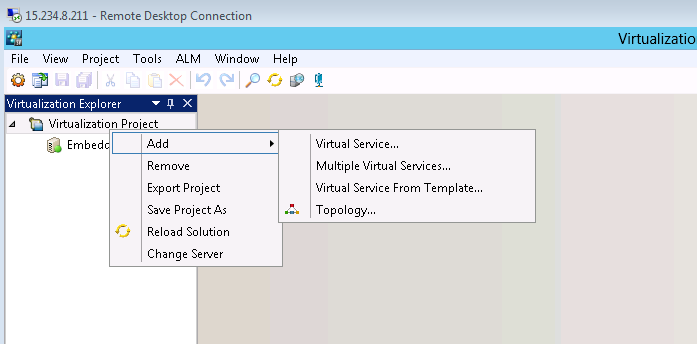 15.234.8.211 - Remote Desktop Connection
Virtualizatio
File View Project Tools ALM Window Help
Virtualization Explorer
Virtualization Project
Embedd
Add
Remove
Export Project
Save Project As
Reload Solution
Change Server
Virtual Service...
Multiple Virtual Services...
Virtual Service From Template...
Topology...